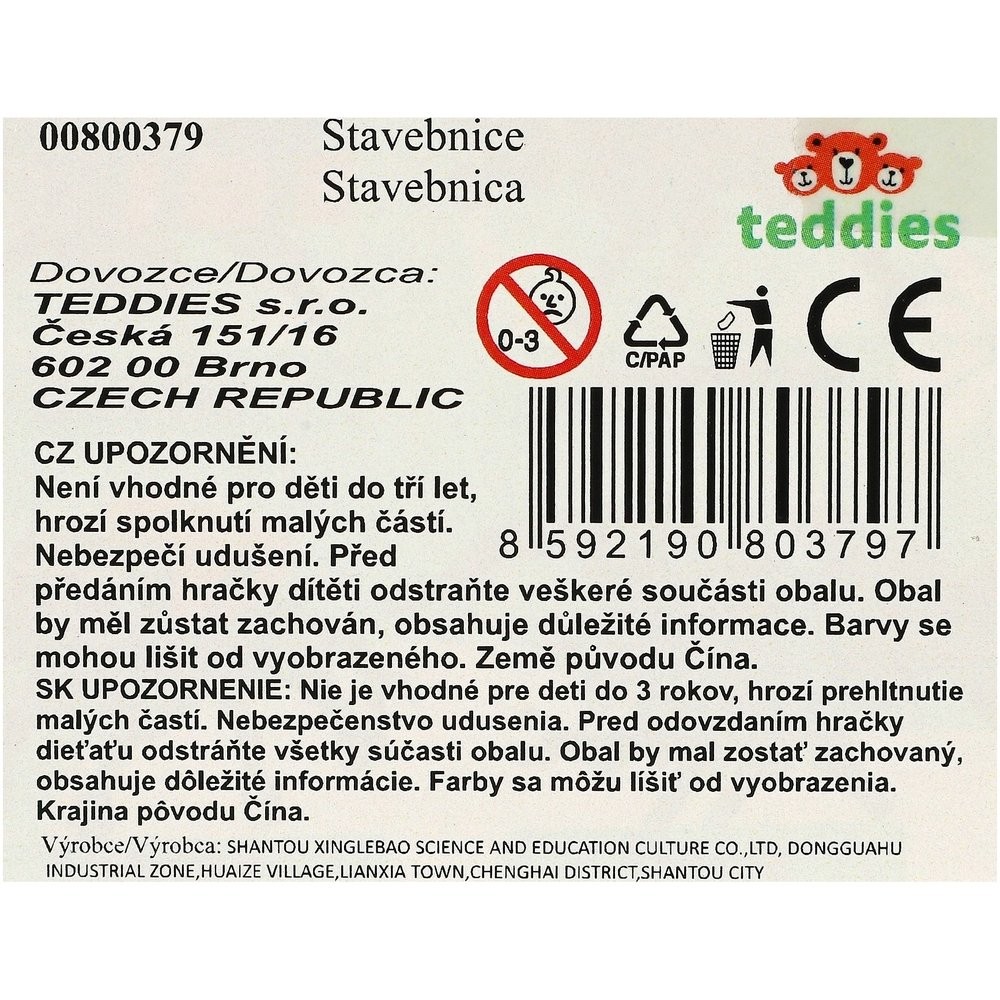 00800379
Stavebnice
Stavebnica
teddies
Dovozce/Dovozca:
TEDDIES s.r.o.
Česká 151/16
602 00 Brno
CZECH REPUBLIC
0-3
C/PAP
CE
8 592190 803797
CZ UPOZORNĚNÍ:
Není vhodné pro děti do tří let,
hrozí spolknutí malých částí.
Nebezpečí udušení. Před
předáním hračky dítěti odstraňte veškeré součásti obalu. Obal
by měl zůstat zachován, obsahuje důležité informace. Barvy se
mohou lišit od vyobrazeného. Země původu Čína.
SK UPOZORNENIE: Nie je vhodné pre deti do 3 rokov, hrozí prehltnutie
malých častí. Nebezpečenstvo udusenia. Pred odovzdaním hračky
dieťaťu odstráňte všetky súčasti obalu. Obal by mal zostať zachovaný,
obsahuje dôležité informácie. Farby sa môžu líšiť od vyobrazenia.
Krajina pôvodu Čína.
Výrobce/Výrobca: SHANTOU XINGLEBAO SCIENCE AND EDUCATION CULTURE CO.,LTD, DONGGUAHU
INDUSTRIAL ZONE,HUAIZE VILLAGE,LIANXIA TOWN,CHENGHAI DISTRICT,SHANTOU CITY